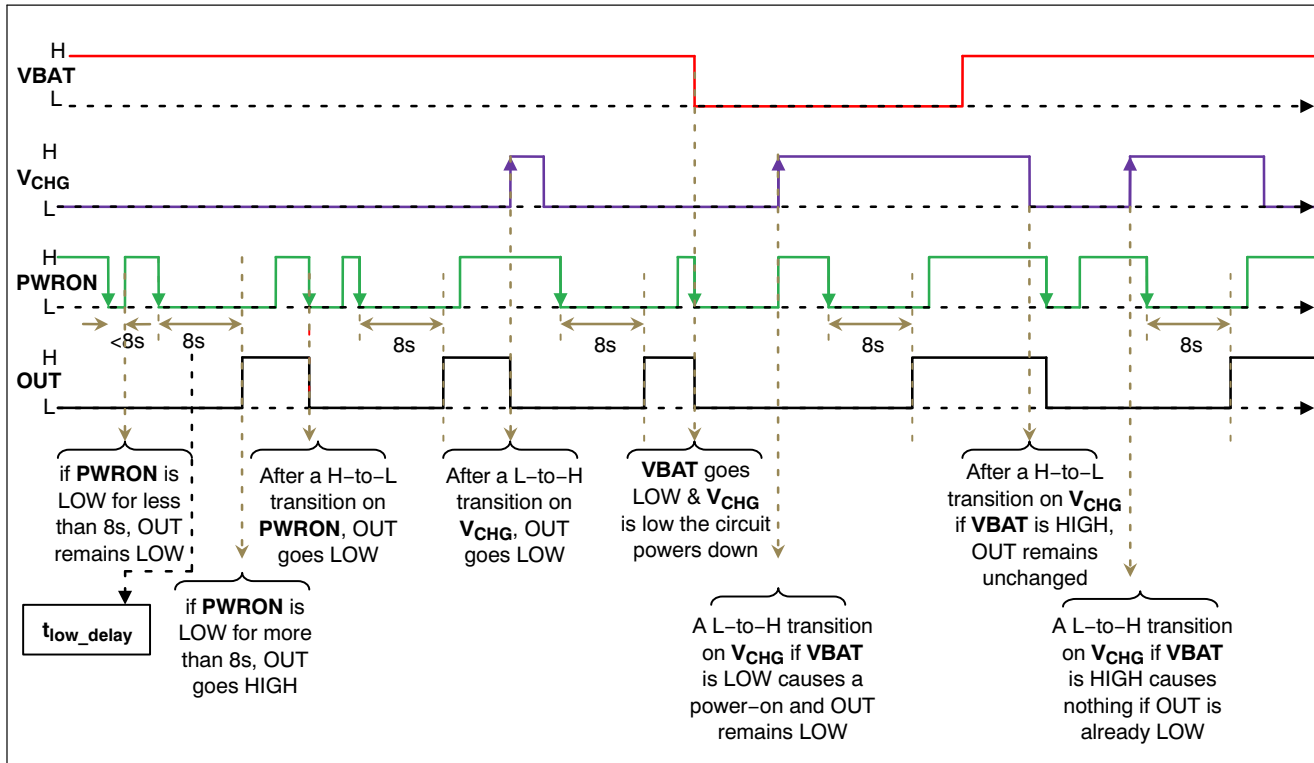 H
VBAT
L
H
VCHG
L
H
PWRON
L
<8s
8s
8s
8s
8s
8s
H
OUT
L
if PWRON is
LOW for less
than 8s, OUT
remains LOW
tlow_delay
if PWRON is
LOW for more
than 8s, OUT
goes HIGH
After a H−to−L
transition on
PWRON, OUT
goes LOW
After a L−to−H
transition on
VCHG, OUT
goes LOW
VBAT goes
LOW & VCHG
is low the circuit
powers down
A L−to−H transition
on VCHG if VBAT
is LOW causes a
power−on and OUT
remains LOW
After a H−to−L
transition on VCHG
if VBAT is HIGH,
OUT remains
unchanged
A L−to−H transition
on VCHG if VBAT
is HIGH causes
nothing if OUT is
already LOW